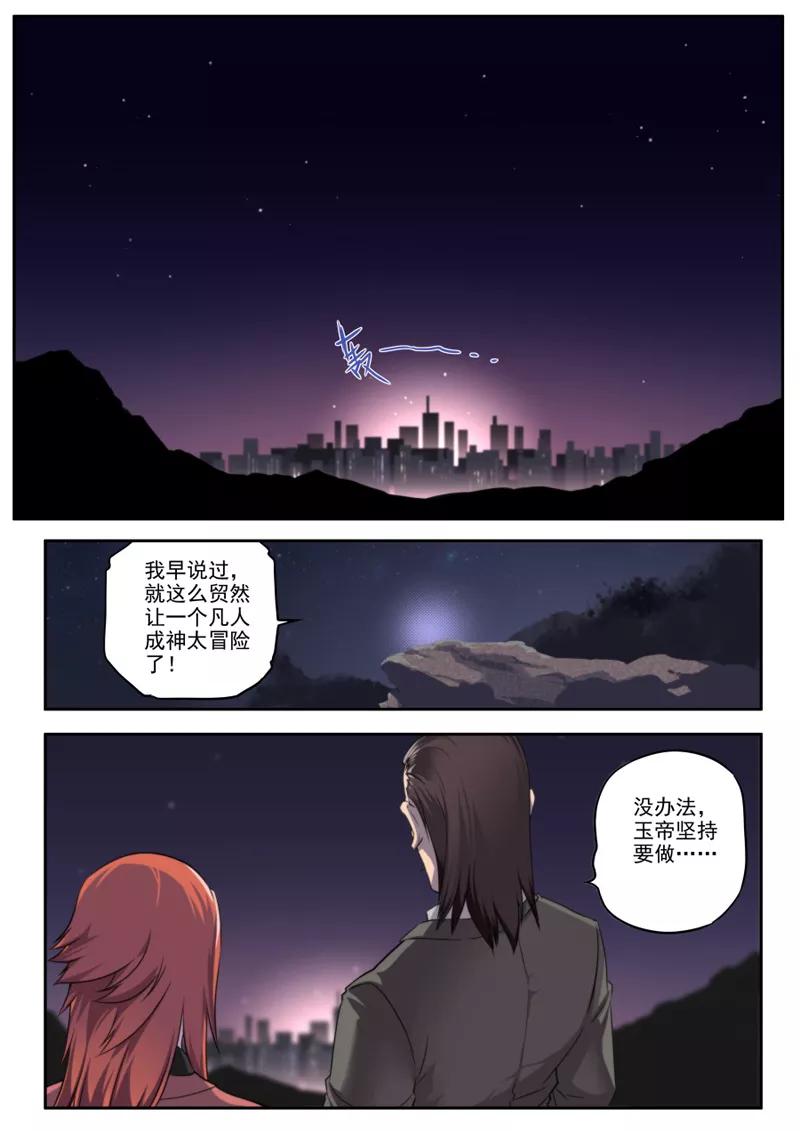 轰——...
我早说过，
就这么贸然
让一个凡人
成神太冒险
了！
没办法，
玉帝坚持
要做……